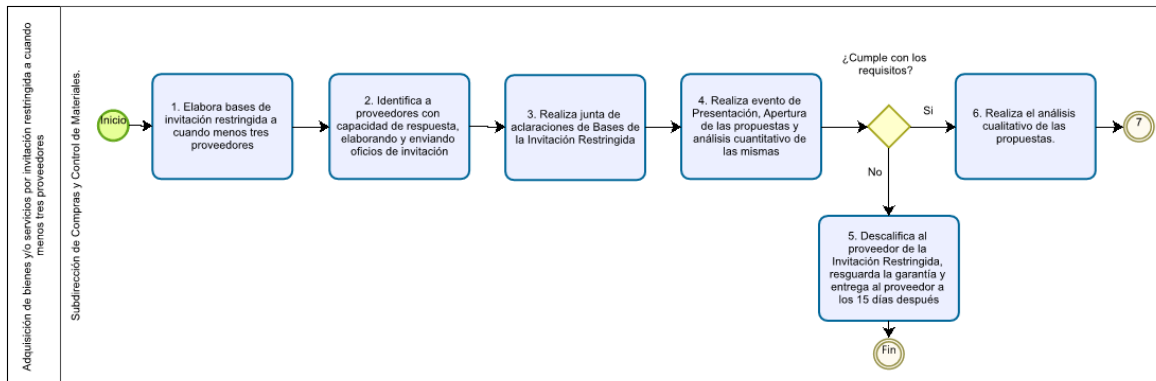 Adquisición de bienes y/o servicios por invitación restringida a cuando
menos tres proveedores
Subdirección de Compras y Control de Materiales.
Inicio
1. Elabora bases de
invitación restringida a
cuando menos tres
proveedores
2. Identifica a
proveedores con
capacidad de respuesta,
elaborando y enviando
oficios de invitación
3. Realiza junta de
aclaraciones de Bases de
la Invitación Restringida
4. Realiza evento de
Presentación, Apertura
de las propuestas y
análisis cuantitativo de
las mismas
¿Cumple con los
requisitos?
Si
No
6. Realiza el análisis
cualitativo de las
propuestas.
7
5. Descalifica al
proveedor de la
Invitación Restringida,
resguarda la garantía y
entrega al proveedor a
los 15 días después
Fin